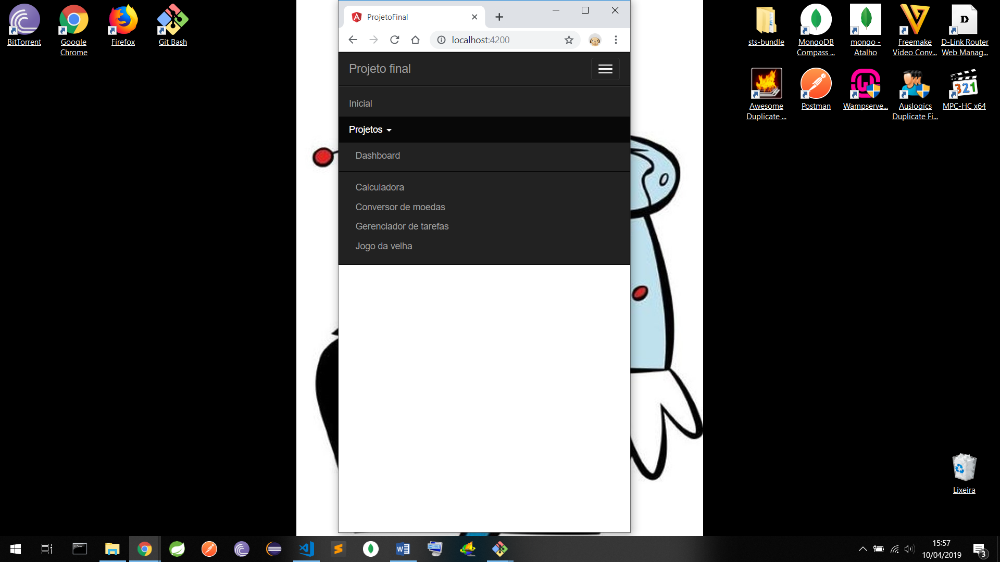 BitTorrent
Google
Chrome
Firefox
Git Bash
ProjetoFinal
localhost:4200
Projeto final
Inicial
Projetos
Dashboard
Calculadora
Conversor de moedas
Gerenciador de tarefas
Jogo da velha
sts-bundle
MongoDB
Compass ...
mongo -
Atalho
Freemake
Video Conv...
D-Link Router
Web Manag...
Awesome
Duplicate ...
Postman
Wampserve...
Auslogics
Duplicate Fi...
321
MPC-HC x64
Lixeira
15:57
10/04/2019
3